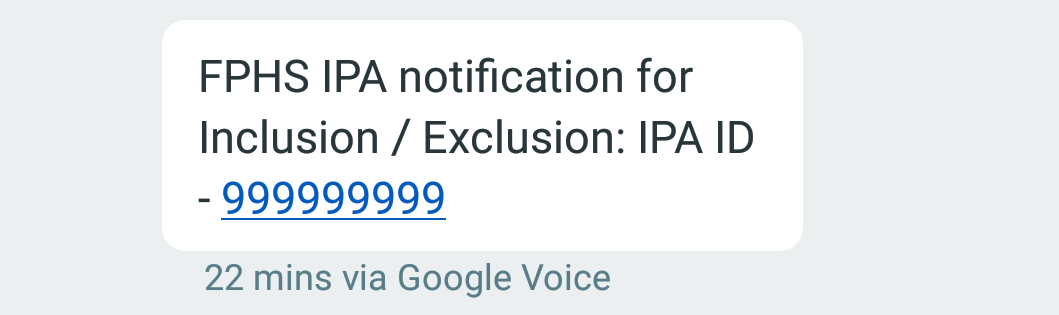 FPHS IPA notification for
Inclusion / Exclusion: IPA ID
- 999999999
22 mins via Google Voice